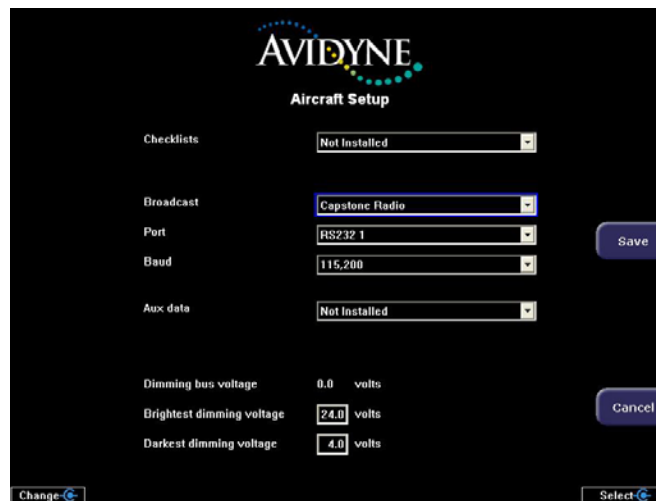 AVIDYNE
Aircraft Setup
Checklists Not Installed
Broadcast Capstone Radio
Port RS232 1
Save
Baud 115,200
Aux data Not Installed
Dimming bus voltage 0.0 volts
Brightest dimming voltage 24.0 volts
Cancel
Darkest dimming voltage 4.0 volts
Change Select